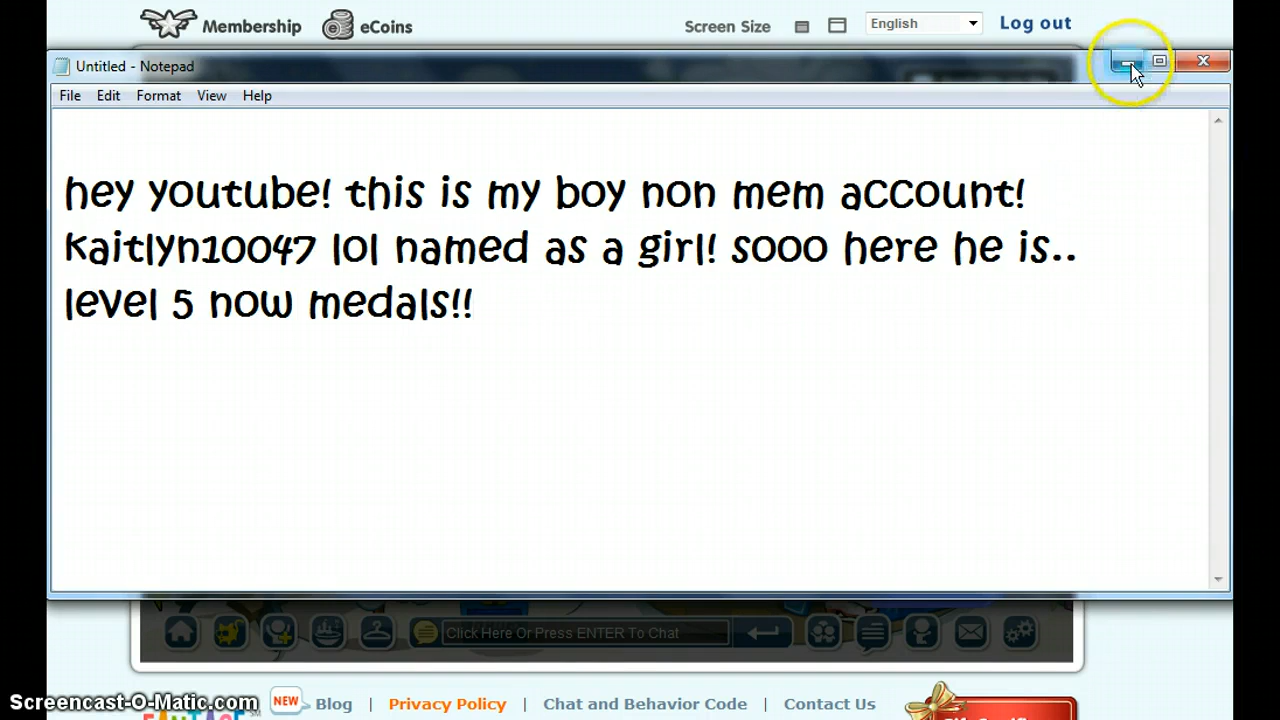 Membership eCoins Screen Size English Log out
Untitled - Notepad
File Edit Format View Help
hey youtube! this is my boy non mem account!
kaitlyn10047 lol named as a girl! sooo here he is..
level 5 now medals!!
Click Here Or Press ENTER To Chat
Screencast-O-Matic.com
NEW Blog | Privacy Policy | Chat and Behavior Code | Contact Us